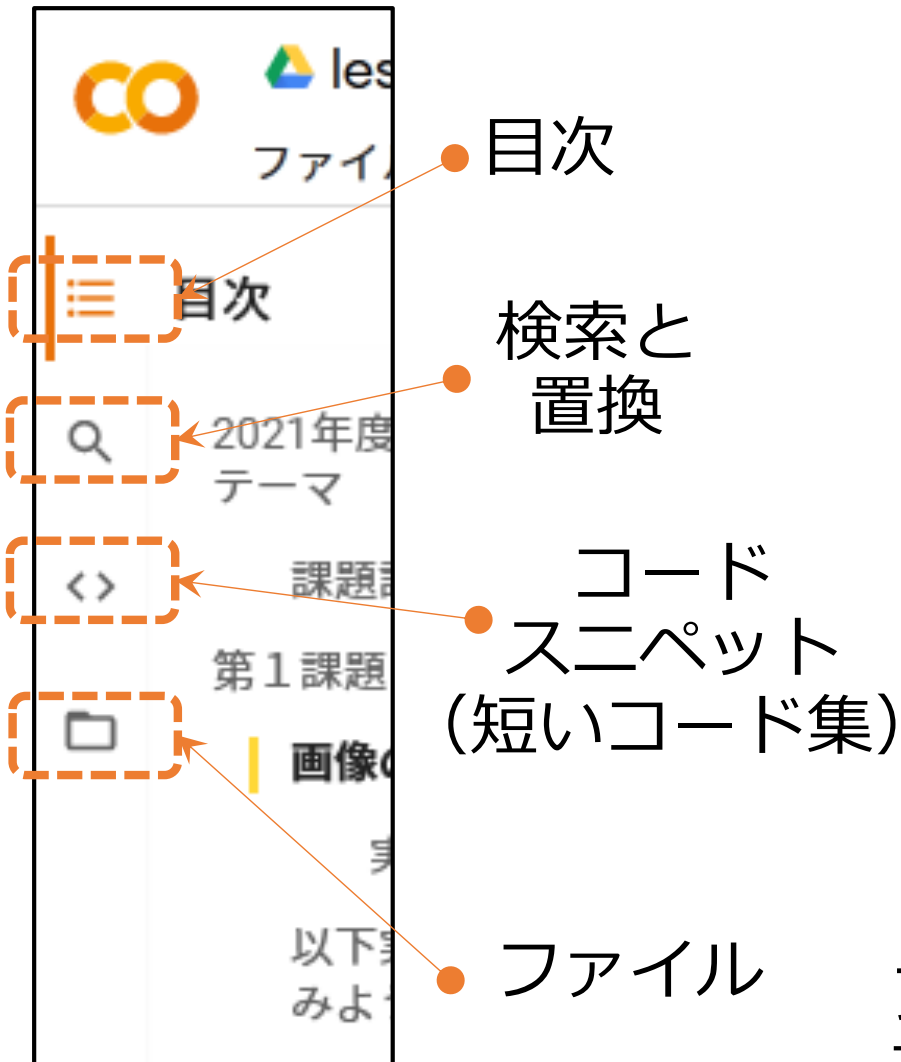 les
ファイ
目次
目次
検索と
置換
2021年度
テーマ
コード
スニペット
（短いコード集）
課題
第１課題
画像の
以下
みよ
ファイル